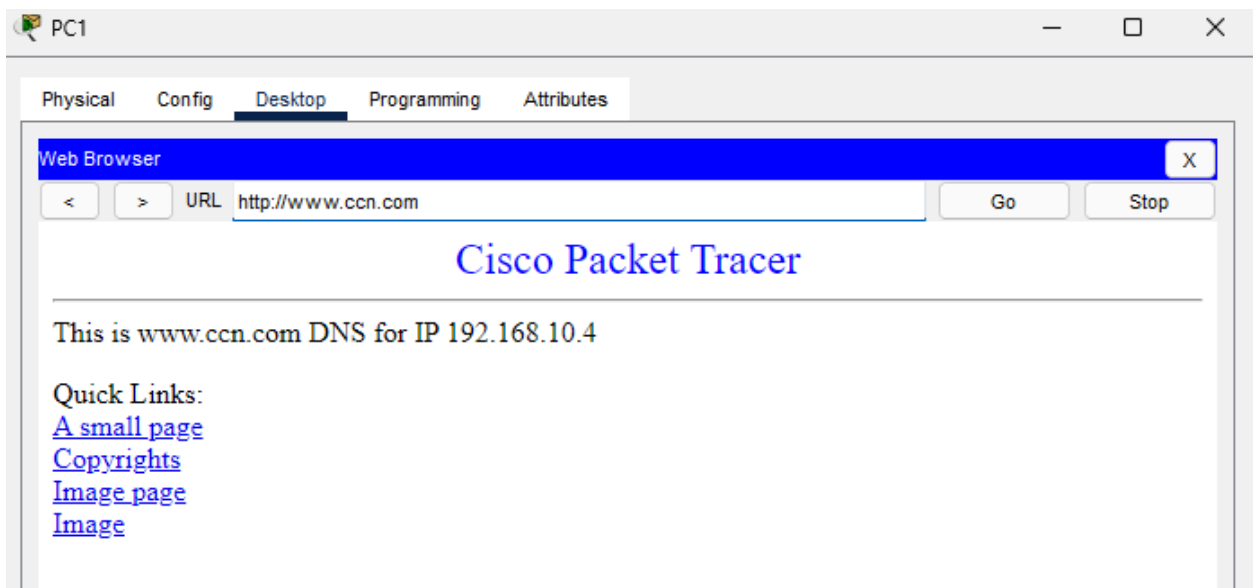 PC1
Physical Config Desktop Programming Attributes
Web Browser X
< > URL http://www.ccn.com Go Stop
Cisco Packet Tracer
This is www.ccn.com DNS for IP 192.168.10.4
Quick Links:
A small page
Copyrights
Image page
Image